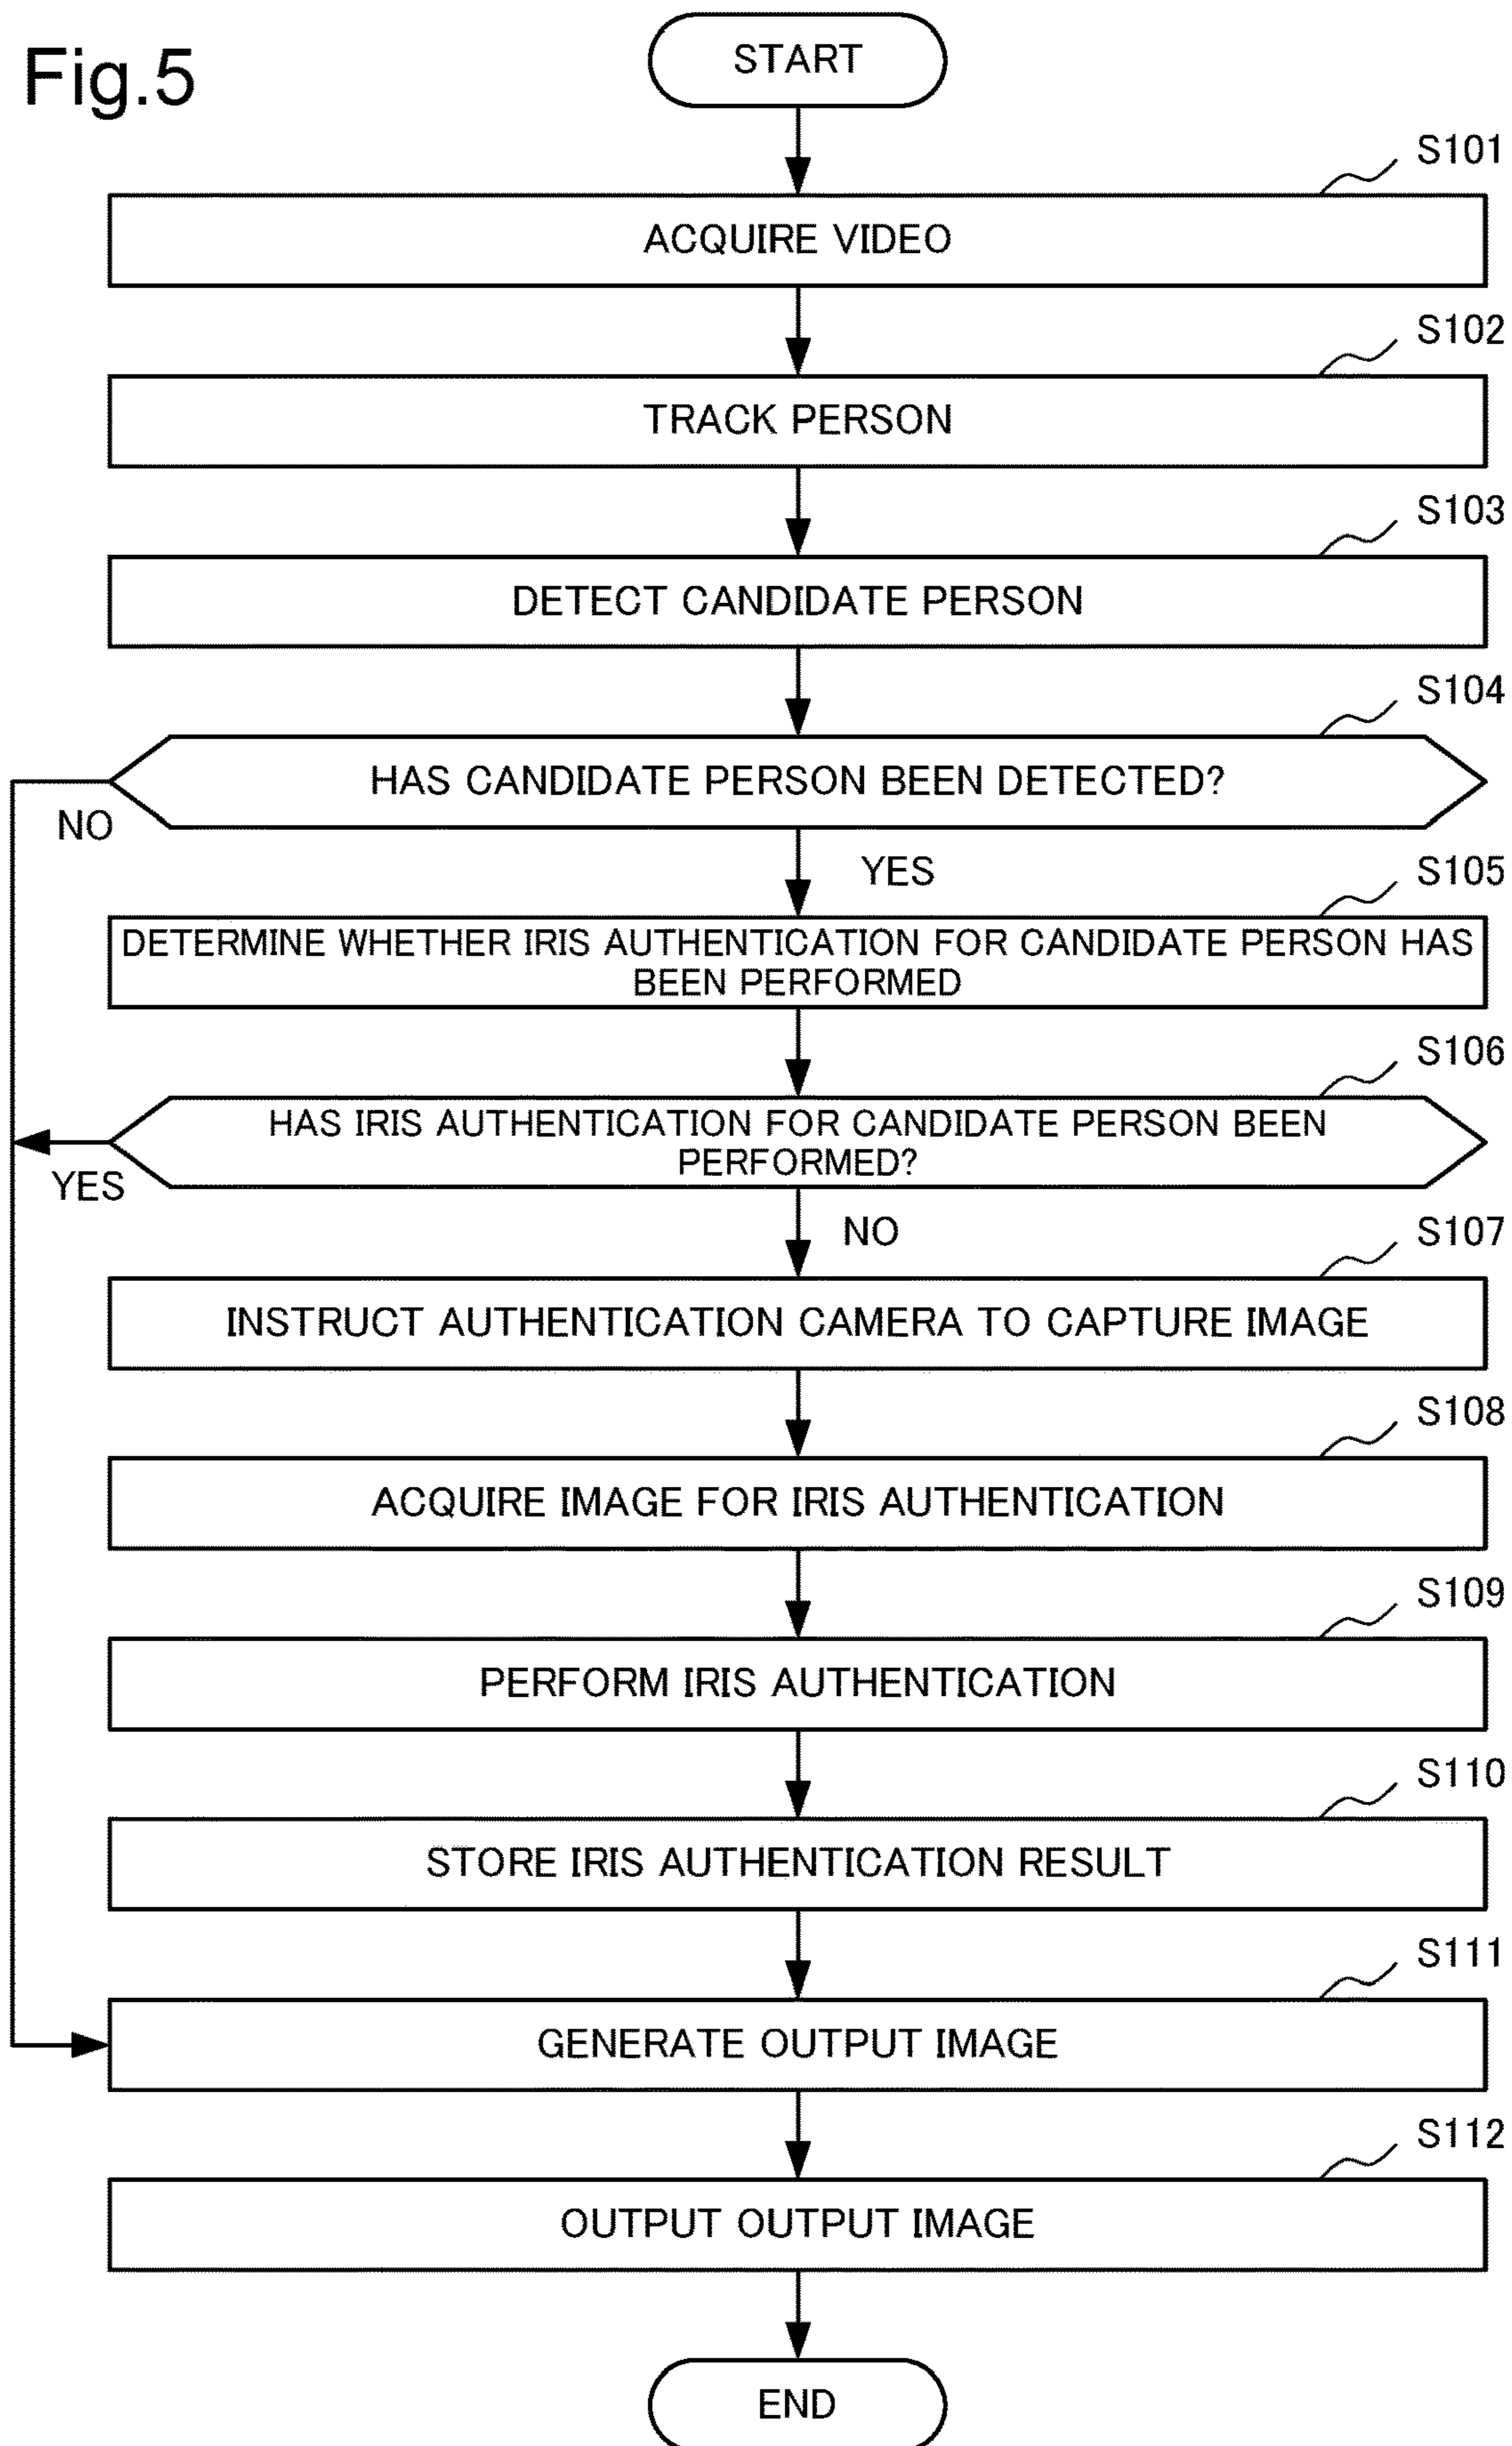 Fig.5
START
S101
ACQUIRE VIDEO
S102
TRACK PERSON
S103
DETECT CANDIDATE PERSON
S104
HAS CANDIDATE PERSON BEEN DETECTED?
NO
YES
S105
DETERMINE WHETHER IRIS AUTHENTICATION FOR CANDIDATE PERSON HAS
BEEN PERFORMED
S106
HAS IRIS AUTHENTICATION FOR CANDIDATE PERSON BEEN
PERFORMED?
YES
NO
S107
INSTRUCT AUTHENTICATION CAMERA TO CAPTURE IMAGE
S108
ACQUIRE IMAGE FOR IRIS AUTHENTICATION
S109
PERFORM IRIS AUTHENTICATION
S110
STORE IRIS AUTHENTICATION RESULT
S111
GENERATE OUTPUT IMAGE
S112
OUTPUT OUTPUT IMAGE
END